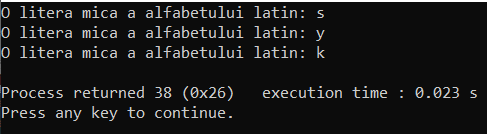 O litera mica a alfabetului latin: s
O litera mica a alfabetului latin: y
O litera mica a alfabetului latin: k
Process returned 38 (0x26)   execution time : 0.023 s
Press any key to continue.